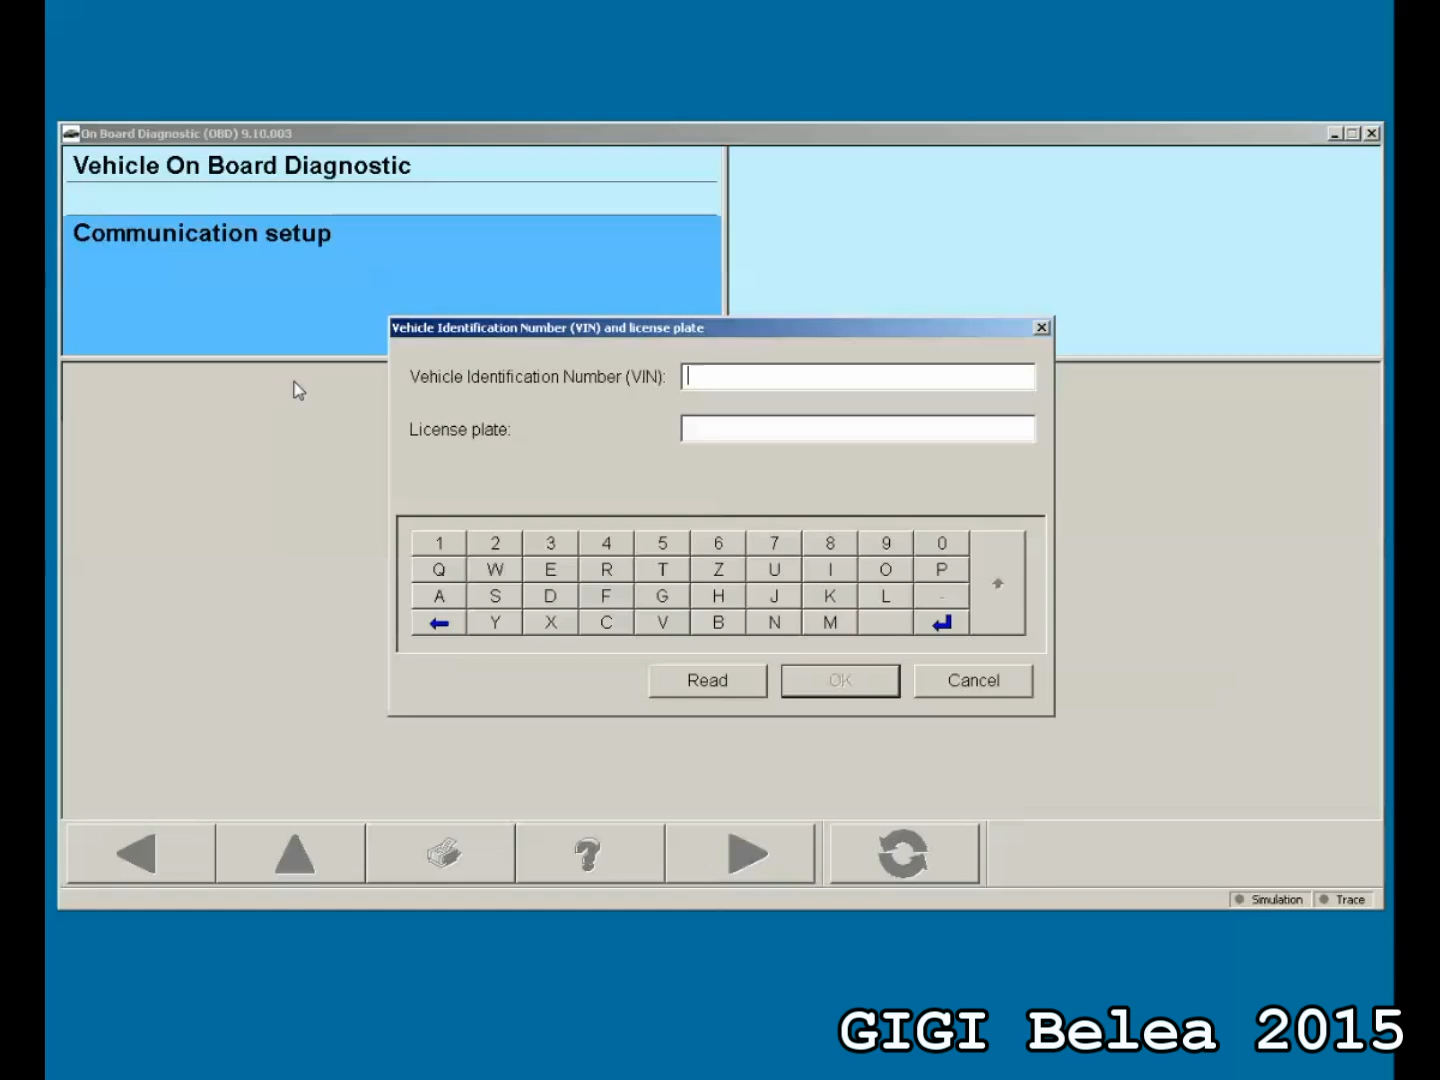 On Board Diagnostic (OBD) 9.10.003
Vehicle On Board Diagnostic
Communication setup
Vehicle Identification Number (VIN) and license plate
Vehicle Identification Number (VIN):
License plate:
1 2 3 4 5 6 7 8 9 0
Q W E R T Z U I O P
A S D F G H J K L -
Y X C V B N M
Read OK Cancel
?
Simulation Trace
GIGI Belea 2015